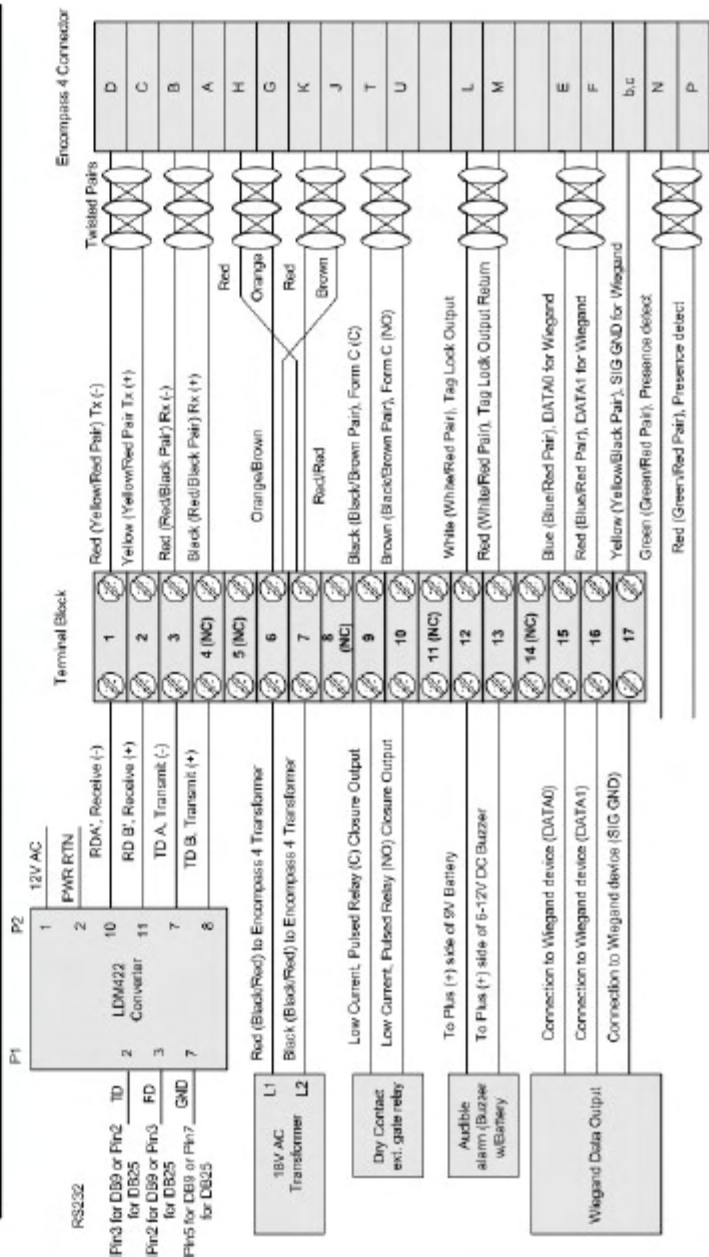 Encompass 4 Connector
D
C
B
A
H
G
K
J
T
U
L
M
E
F
b,c
N
P
Twisted Pairs
Red
Orange
Red
Brown
Red (Yellow/Red Pair) Tx (-)
Yellow (Yellow/Red Pair Tx (+)
Red (Red/Black Pair) Rx (-)
Black (Red/Black Pair) Rx (+)
Orange/Brown
Red/Red
Black (Black/Brown Pair), Form C (C)
Brown (Black/Brown Pair), Form C (NO)
White (White/Red Pair), Tag Lock Output
Red (White/Red Pair), Tag Lock Output Return
Blue (Blue/Red Pair), DATA0 for Wiegand
Red (Blue/Red Pair), DATA1 for Wiegand
Yellow (Yellow/Black Pair), SIG GND for Wiegand
Green (Green/Red Pair), Presence detect
Red (Green/Red Pair), Presence detect
Terminal Block
1
2
3
4 (NC)
5 (NC)
6
7
8 (NC)
9
10
11 (NC)
12
13
14 (NC)
15
16
17
12V AC
PWR RTN
RDA', Receive (-)
RD B', Receive (+)
TD A, Transmit (-)
TD B, Transmit (+)
Red (Black/Red) to Encompass 4 Transformer
Black (Black/Red) to Encompass 4 Transformer
Low Current, Pulsed Relay (C) Closure Output
Low Current, Pulsed Relay (NO) Closure Output
To Plus (+) side of 9V Battery
To Plus (+) side of 6-12V DC Buzzer
Connection to Wiegand device (DATA0)
Connection to Wiegand device (DATA1)
Connection to Wiegand device (SIG GND)
P2
1
2
10
11
7
8
LDM422
Converter
P1
2
3
7
TD
RD
GND
RS232
Pin3 for DB9 or Pin2
for DB25
Pin2 for DB9 or Pin3
for DB25
Pin5 for DB9 or Pin7
for DB25
L1
L2
18V AC
Transformer
Dry Contact
ext. gate relay
Audible
alarm (Buzzer
w/Battery
Wiegand Data Output